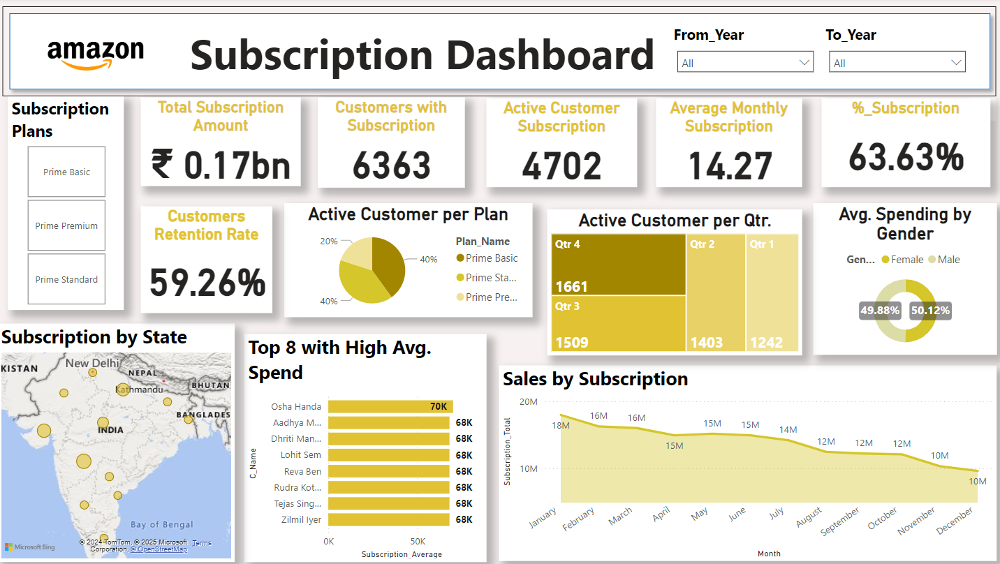 amazon
Subscription Dashboard
From_Year
All
To_Year
All
Subscription
Plans
Prime Basic
Prime Premium
Prime Standard
Total Subscription
Amount
₹ 0.17bn
Customers with
Subscription
6363
Active Customer
Subscription
4702
Average Monthly
Subscription
14.27
%_Subscription
63.63%
Customers
Retention Rate
59.26%
Active Customer per Plan
20%
40%
40%
Plan_Name
Prime Basic
Prime Sta...
Prime Pre...
Active Customer per Qtr.
Qtr 4
1661
Qtr 3
1509
Qtr 2
1403
Qtr 1
1242
Avg. Spending by
Gender
Gen...
Female
Male
49.88%
50.12%
Subscription by State
KISTAN
New Delhi
NEPAL
Kathmandu
BHUTAN
BANGLADES
INDIA
Bay of Bengal
Microsoft Bing
© 2024 TomTom, © 2025 Microsoft
Corporation, © OpenStreetMap
Terms
Top 8 with High Avg.
Spend
C_Name
Osha Handa
70K
Aadhya M...
68K
Dhriti Man...
68K
Lohit Sem
68K
Reva Ben
68K
Rudra Kot...
68K
Tejas Sing...
68K
Zilmil Iyer
68K
0K
50K
Subscription_Average
Sales by Subscription
Subscription_Total
20M
10M
18M
16M
16M
15M
15M
15M
14M
12M
12M
12M
10M
10M
January
February
March
April
May
June
July
August
September
October
November
December
Month